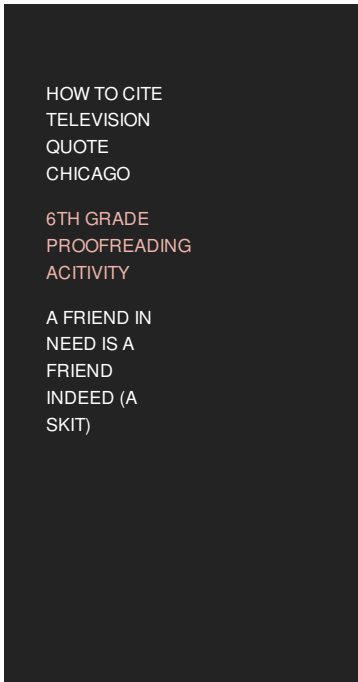 HOW TO CITE
TELEVISION
QUOTE
CHICAGO
6TH GRADE
PROOFREADING
ACITIVITY
A FRIEND IN
NEED IS A
FRIEND
INDEED (A
SKIT)